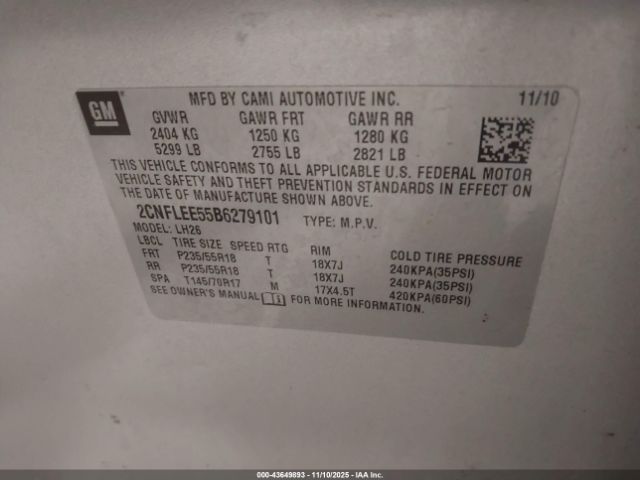 GM
MFD BY CAMI AUTOMOTIVE INC. 11/10
GVWR GAWR FRT GAWR RR
2404 KG 1250 KG 1280 KG
5299 LB 2755 LB 2821 LB
THIS VEHICLE CONFORMS TO ALL APPLICABLE U.S. FEDERAL MOTOR
VEHICLE SAFETY AND THEFT PREVENTION STANDARDS IN EFFECT ON
THE DATE OF MANUFACTURE SHOWN ABOVE.
2CNFLEE55B6279101 TYPE: M.P.V.
MODEL: LH26
LBCL TIRE SIZE SPEED RTG RIM COLD TIRE PRESSURE
FRT P235/55R18 T 18X7J 240KPA(35PSI)
RR P235/55R18 T 18X7J 240KPA(35PSI)
SPA T145/70R17 M 17X4.5T 420KPA(60PSI)
SEE OWNER'S MANUAL FOR MORE INFORMATION.
000-43649893 - 11/10/2025 - IAA Inc.